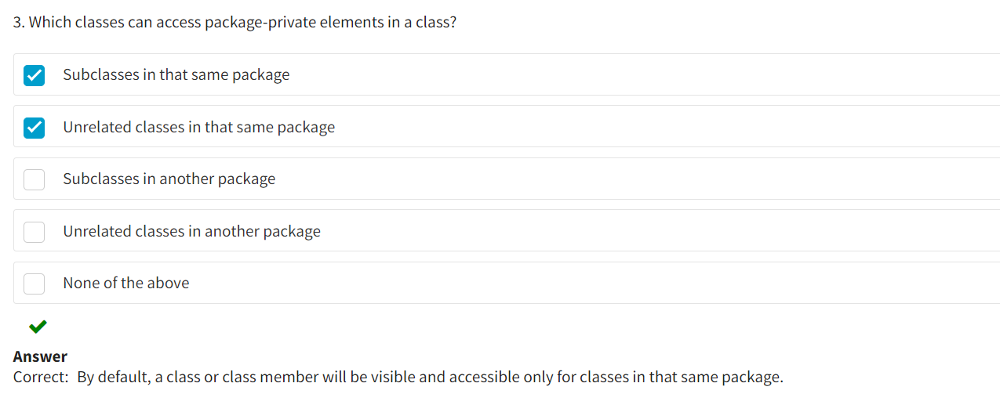 3. Which classes can access package-private elements in a class?
Subclasses in that same package
Unrelated classes in that same package
Subclasses in another package
Unrelated classes in another package
None of the above
Answer
Correct:  By default, a class or class member will be visible and accessible only for classes in that same package.